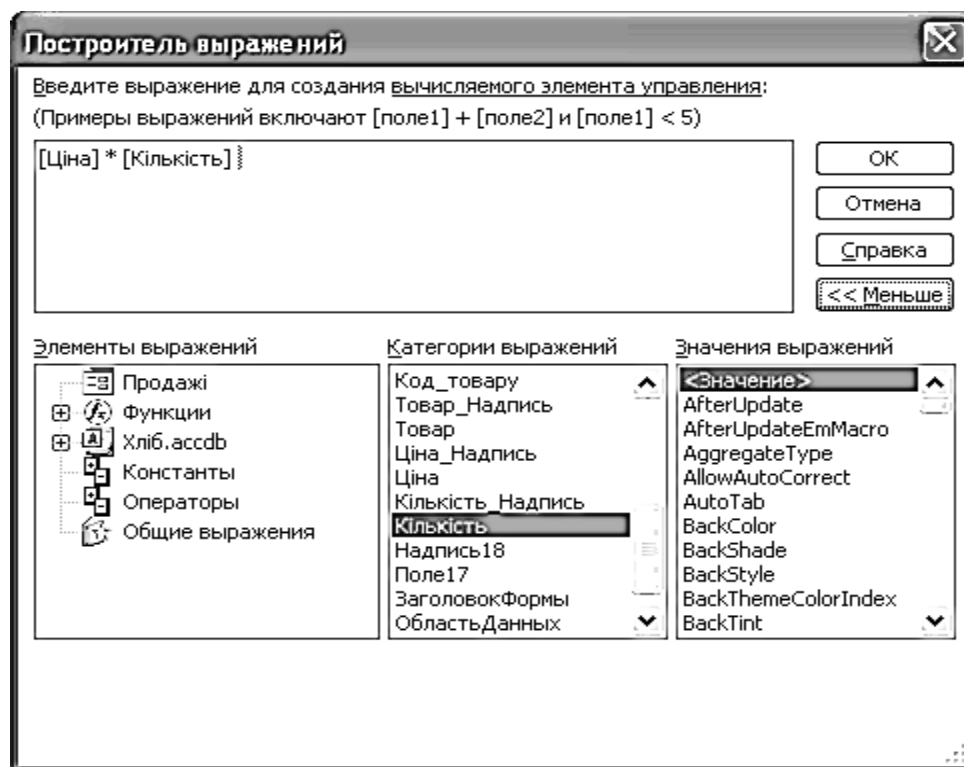 Построитель выражений
Введите выражение для создания вычисляемого элемента управления:
(Примеры выражений включают [поле1] + [поле2] и [поле1] < 5)
[Ціна] * [Кількість]
ОК
Отмена
Справка
<< Меньше
Элементы выражений
Продажі
Функции
Хліб.accdb
Константы
Операторы
Общие выражения
Категории выражений
Код_товару
Товар_Надпись
Товар
Ціна_Надпись
Ціна
Кількість_Надпись
Кількість
Надпись18
Поле17
ЗаголовокФормы
ОбластьДанных
Значения выражений
<Значение>
AfterUpdate
AfterUpdateEmMacro
AggregateType
AllowAutoCorrect
AutoTab
BackColor
BackShade
BackStyle
BackThemeColorIndex
BackTint